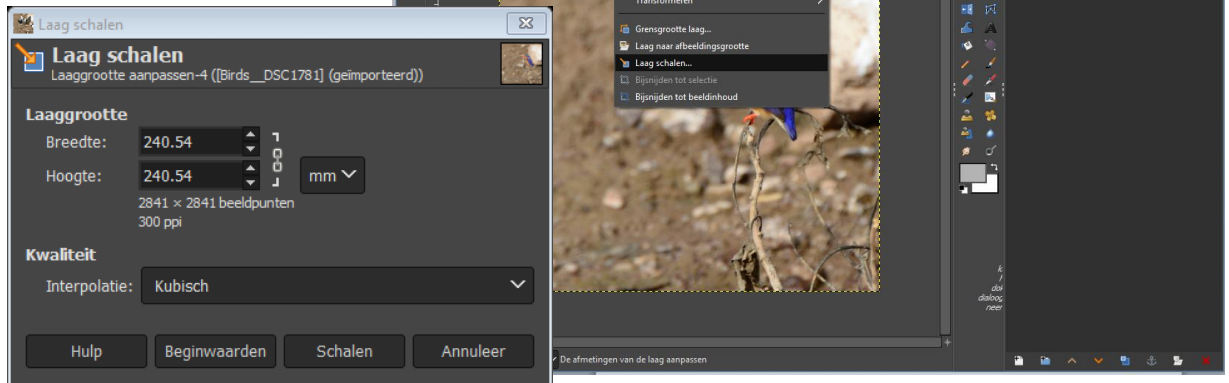 Laag schalen
Laag schalen
Laaggrootte aanpassen-4 ([Birds__DSC1781] (geïmporteerd))
Laaggrootte
Breedte: 240.54
Hoogte: 240.54 mm
2841 × 2841 beeldpunten
300 ppi
Kwaliteit
Interpolatie: Kubisch
Hulp Beginwaarden Schalen Annuleer
Transformeren
Grensgrootte laag...
Laag naar afbeeldingsgrootte
Laag schalen...
Bijsnijden tot selectie
Bijsnijden tot beeldinhoud
De afmetingen van de laag aanpassen